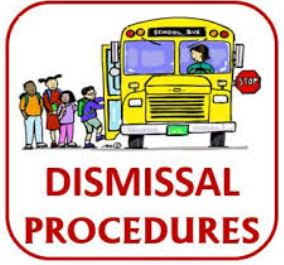 SCHOOL BUS
STOP
DISMISSAL
PROCEDURES